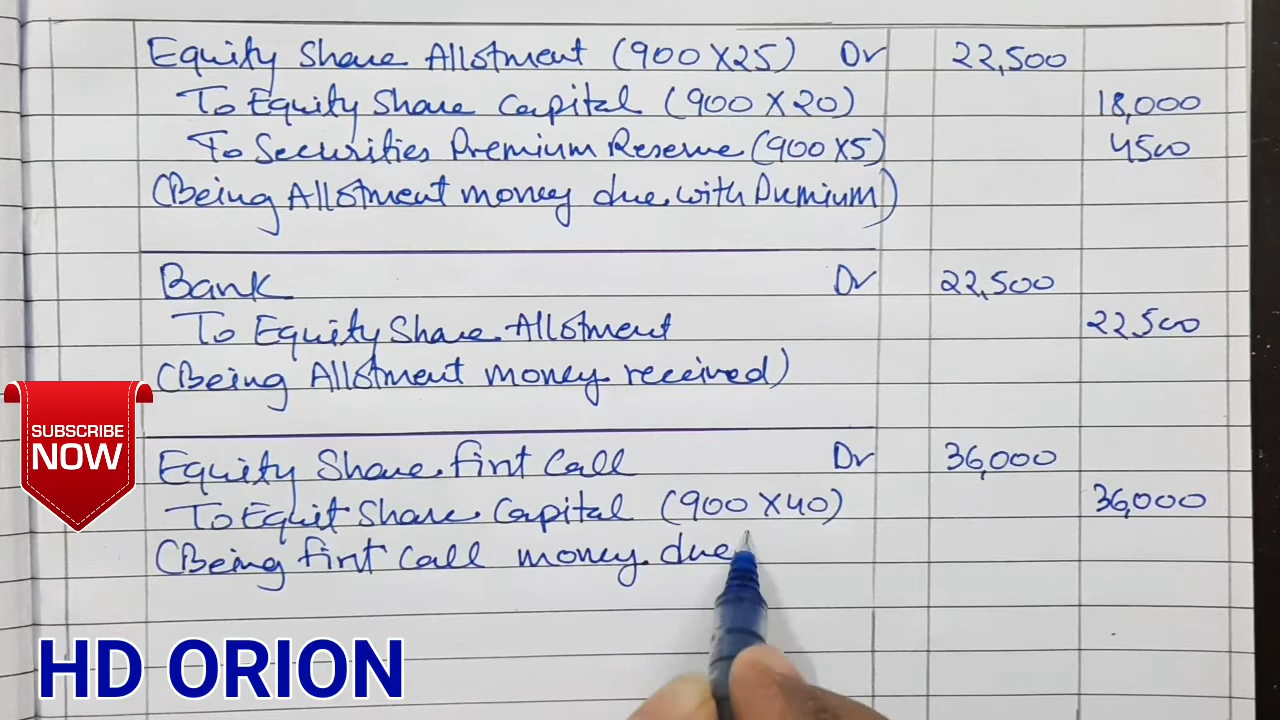 Equity Share Allotment (900 X 25) Dr 22,500
To Equity Share Capital (900 X 20) 18,000
To Securities Premium Reserve (900 X 5) 4500
(Being Allotment money due with Premium)
Bank Dr 22,500
To Equity Share Allotment 22,500
(Being Allotment money received)
Equity Share first Call Dr 36,000
To Equit Share Capital (900 X 40) 36,000
(Being first Call money due
SUBSCRIBE
NOW
HD ORION